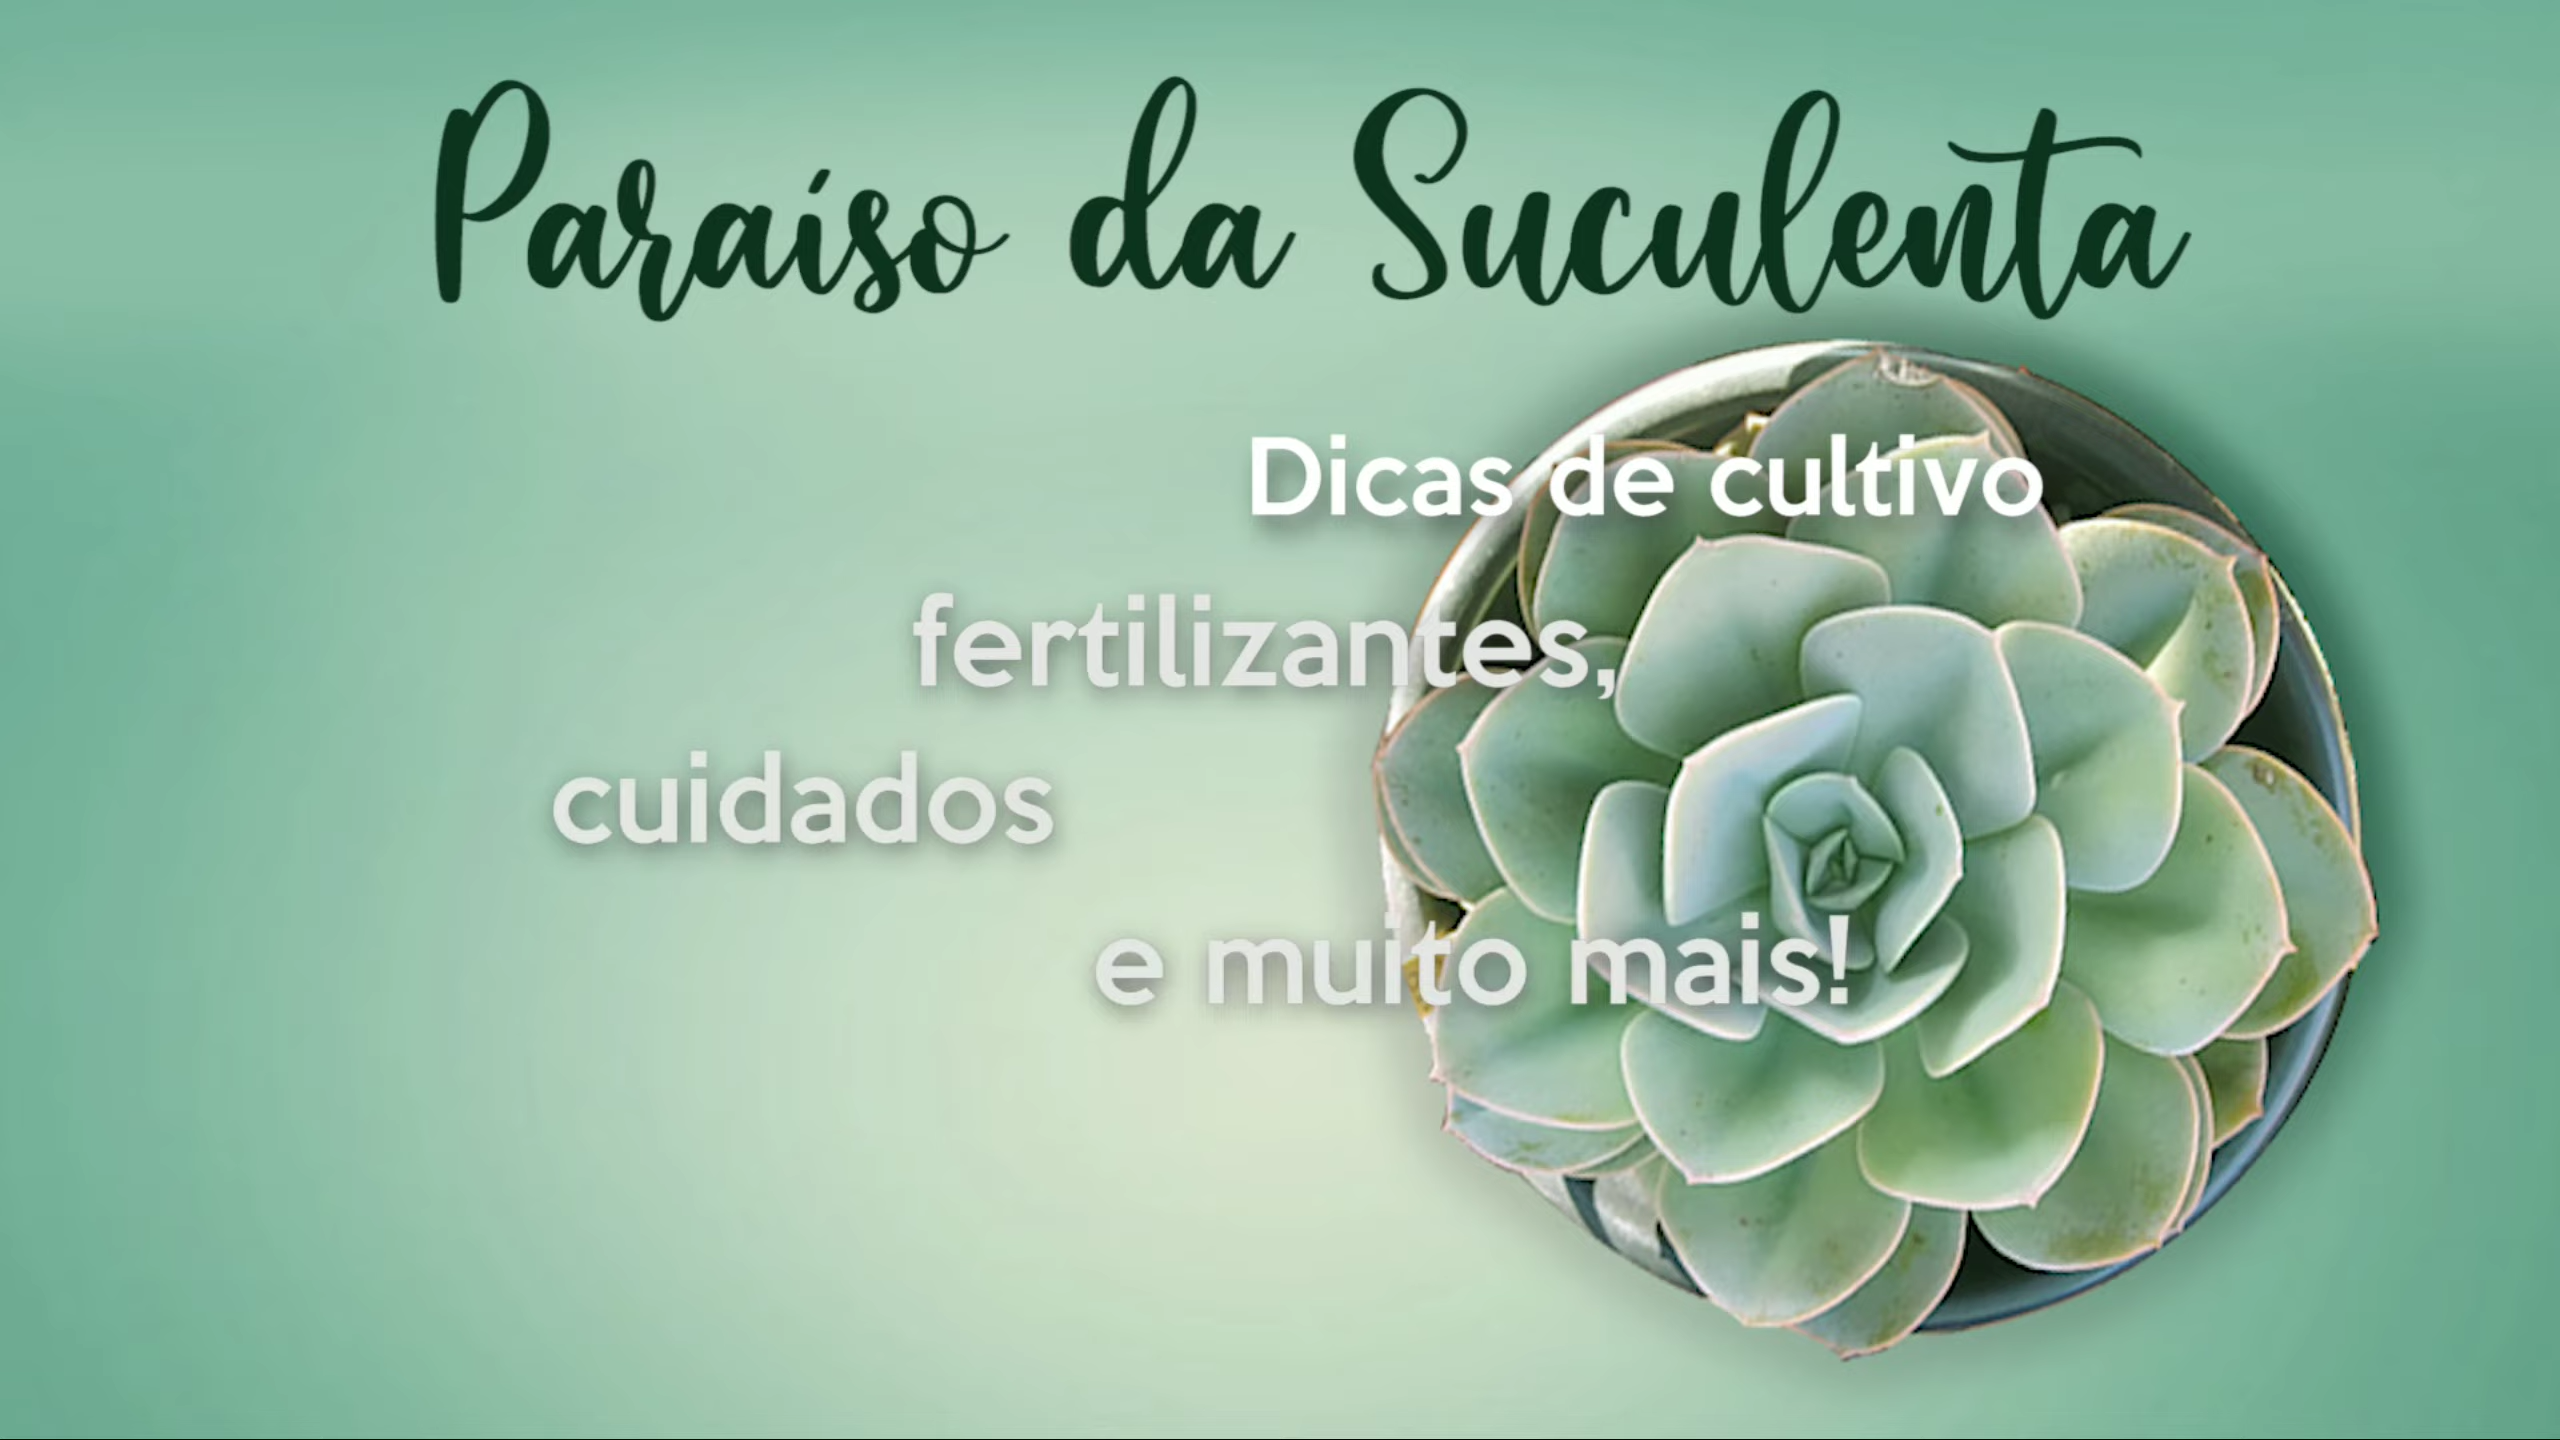 Paraíso da Suculenta
Dicas de cultivo
fertilizantes,
cuidados
e muito mais!